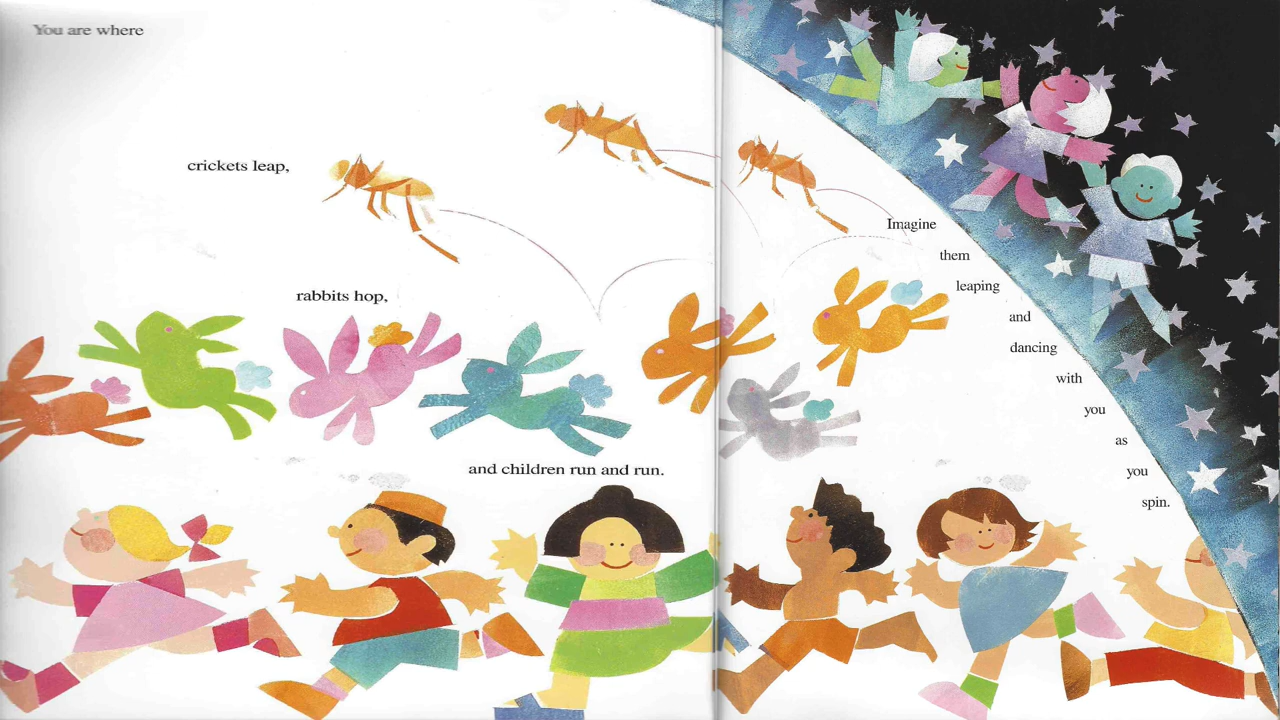 You are where
crickets leap,
rabbits hop,
and children run and run.
Imagine
them
leaping
and
dancing
with
you
as
you
spin.